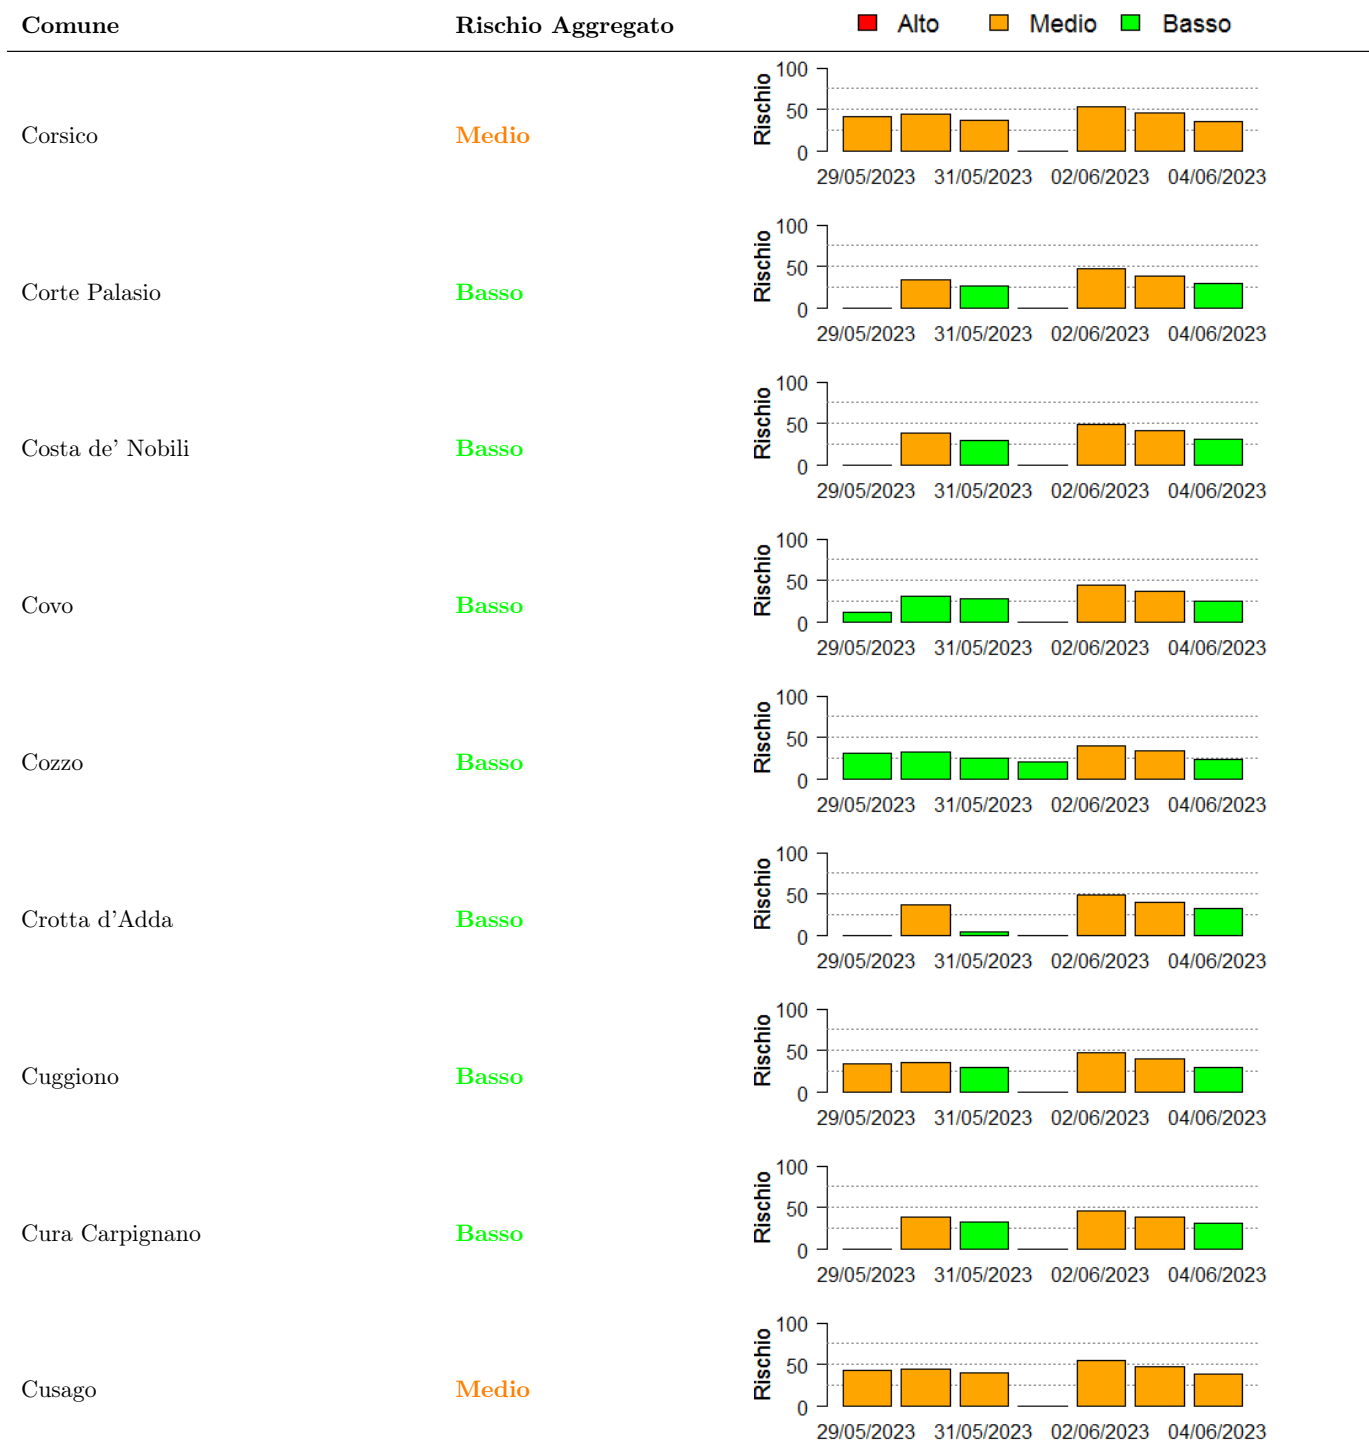 Comune Rischio Aggregato Alto Medio Basso
100
50
0
Rischio
Corsico Medio
29/05/2023 31/05/2023 02/06/2023 04/06/2023
100
50
0
Rischio
Corte Palasio Basso
29/05/2023 31/05/2023 02/06/2023 04/06/2023
100
50
0
Rischio
Costa de' Nobili Basso
29/05/2023 31/05/2023 02/06/2023 04/06/2023
100
50
0
Rischio
Covo Basso
29/05/2023 31/05/2023 02/06/2023 04/06/2023
100
50
0
Rischio
Cozzo Basso
29/05/2023 31/05/2023 02/06/2023 04/06/2023
100
50
0
Rischio
Crotta d'Adda Basso
29/05/2023 31/05/2023 02/06/2023 04/06/2023
100
50
0
Rischio
Cuggiono Basso
29/05/2023 31/05/2023 02/06/2023 04/06/2023
100
50
0
Rischio
Cura Carpignano Basso
29/05/2023 31/05/2023 02/06/2023 04/06/2023
100
50
0
Rischio
Cusago Medio
29/05/2023 31/05/2023 02/06/2023 04/06/2023